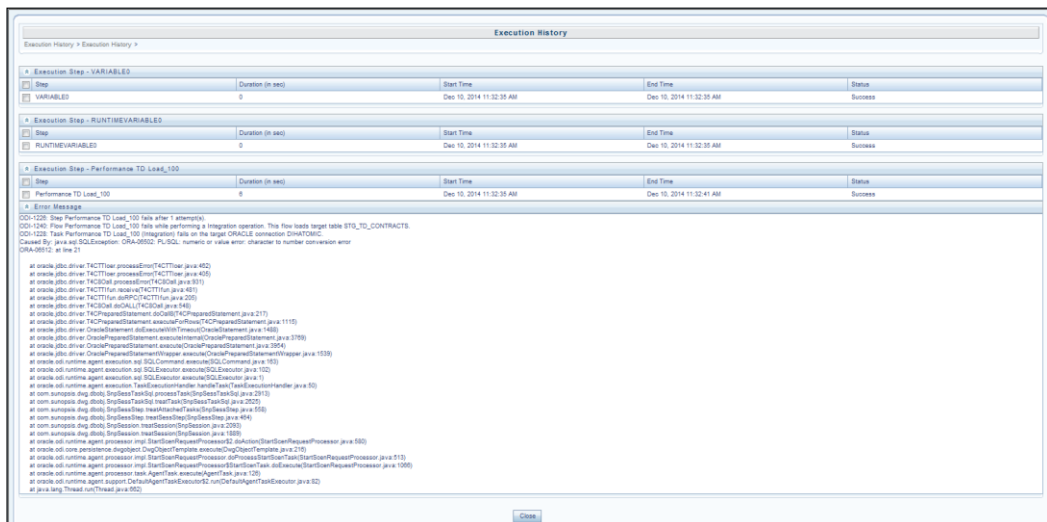 Execution History
Execution History > Execution History >
Execution Step - VARIABLE0
Step Duration (in sec) Start Time End Time Status
VARIABLE0 0 Dec 10, 2014 11:32:35 AM Dec 10, 2014 11:32:35 AM Success
Execution Step - RUNTIMEVARIABLE0
Step Duration (in sec) Start Time End Time Status
RUNTIMEVARIABLE0 0 Dec 10, 2014 11:32:35 AM Dec 10, 2014 11:32:35 AM Success
Execution Step - Performance TD Load_100
Step Duration (in sec) Start Time End Time Status
Performance TD Load_100 6 Dec 10, 2014 11:32:35 AM Dec 10, 2014 11:32:41 AM Success
Error Message
ODI-1226: Step Performance TD Load_100 fails after 1 attempt(s).
ODI-1240: Flow Performance TD Load_100 fails while performing a Integration operation. This flow loads target table STG_TD_CONTRACTS.
ODI-1228: Task Performance TD Load_100 (Integration) fails on the target ORACLE connection DIHATOMIC.
Caused By: java.sql.SQLException: ORA-06502: PL/SQL: numeric or value error: character to number conversion error
ORA-06512: at line 21
at oracle.jdbc.driver.T4CTTIoer.processError(T4CTTIoer.java:462)
at oracle.jdbc.driver.T4CTTIoer.processError(T4CTTIoer.java:405)
at oracle.jdbc.driver.T4C8Oall.processError(T4C8Oall.java:931)
at oracle.jdbc.driver.T4CTTIfun.receive(T4CTTIfun.java:481)
at oracle.jdbc.driver.T4CTTIfun.doRPC(T4CTTIfun.java:205)
at oracle.jdbc.driver.T4C8Oall.doOALL(T4C8Oall.java:548)
at oracle.jdbc.driver.T4CPreparedStatement.doOall8(T4CPreparedStatement.java:217)
at oracle.jdbc.driver.T4CPreparedStatement.executeForRows(T4CPreparedStatement.java:1115)
at oracle.jdbc.driver.OracleStatement.doExecuteWithTimeout(OracleStatement.java:1488)
at oracle.jdbc.driver.OraclePreparedStatement.executeInternal(OraclePreparedStatement.java:3769)
at oracle.jdbc.driver.OraclePreparedStatement.execute(OraclePreparedStatement.java:3954)
at oracle.jdbc.driver.OraclePreparedStatementWrapper.execute(OraclePreparedStatementWrapper.java:1539)
at oracle.odi.runtime.agent.execution.sql.SQLCommand.execute(SQLCommand.java:163)
at oracle.odi.runtime.agent.execution.sql.SQLExecutor.execute(SQLExecutor.java:102)
at oracle.odi.runtime.agent.execution.sql.SQLExecutor.execute(SQLExecutor.java:1)
at oracle.odi.runtime.agent.execution.TaskExecutionHandler.handleTask(TaskExecutionHandler.java:50)
at com.sunopsis.dwg.dbobj.SnpSessTaskSql.processTask(SnpSessTaskSql.java:2913)
at com.sunopsis.dwg.dbobj.SnpSessTaskSql.treatTask(SnpSessTaskSql.java:2625)
at com.sunopsis.dwg.dbobj.SnpSessStep.treatAttachedTasks(SnpSessStep.java:558)
at com.sunopsis.dwg.dbobj.SnpSessStep.treatSessStep(SnpSessStep.java:464)
at com.sunopsis.dwg.dbobj.SnpSession.treatSession(SnpSession.java:2093)
at com.sunopsis.dwg.dbobj.SnpSession.treatSession(SnpSession.java:1889)
at oracle.odi.runtime.agent.processor.impl.StartScenRequestProcessor$2.doAction(StartScenRequestProcessor.java:580)
at oracle.odi.core.persistence.dwgobject.DwgObjectTemplate.execute(DwgObjectTemplate.java:216)
at oracle.odi.runtime.agent.processor.impl.StartScenRequestProcessor.doProcessStartScenTask(StartScenRequestProcessor.java:513)
at oracle.odi.runtime.agent.processor.impl.StartScenRequestProcessor$StartScenTask.doExecute(StartScenRequestProcessor.java:1066)
at oracle.odi.runtime.agent.processor.task.AgentTask.execute(AgentTask.java:126)
at oracle.odi.runtime.agent.support.DefaultAgentTaskExecutor$2.run(DefaultAgentTaskExecutor.java:82)
at java.lang.Thread.run(Thread.java:662)
Close